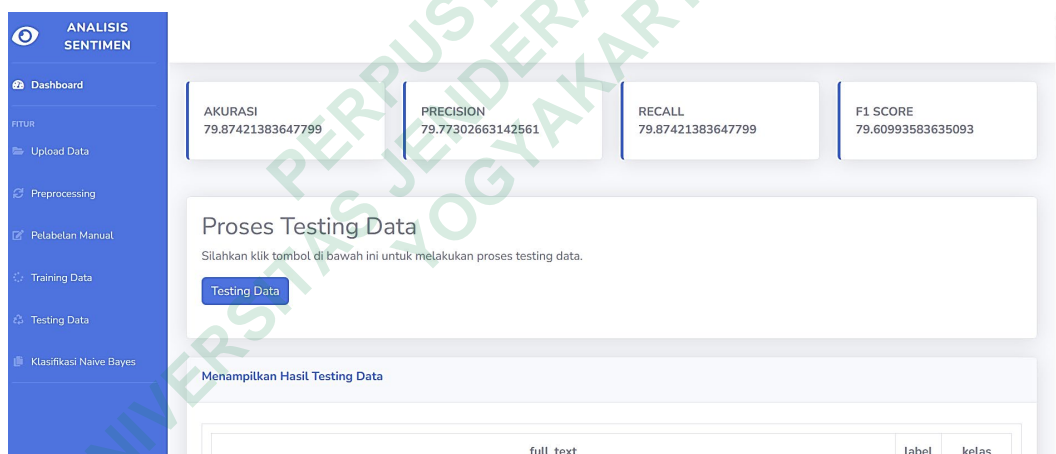 ANALISIS
SENTIMEN
Dashboard
FITUR
Upload Data
Preprocessing
Pelabelan Manual
Training Data
Testing Data
Klasifikasi Naive Bayes
AKURASI
79.87421383647799
PRECISION
79.77302663142561
RECALL
79.87421383647799
F1 SCORE
79.60993583635093
Proses Testing Data
Silahkan klik tombol di bawah ini untuk melakukan proses testing data.
Testing Data
Menampilkan Hasil Testing Data
full_text label kelas
YOGYAKARTA